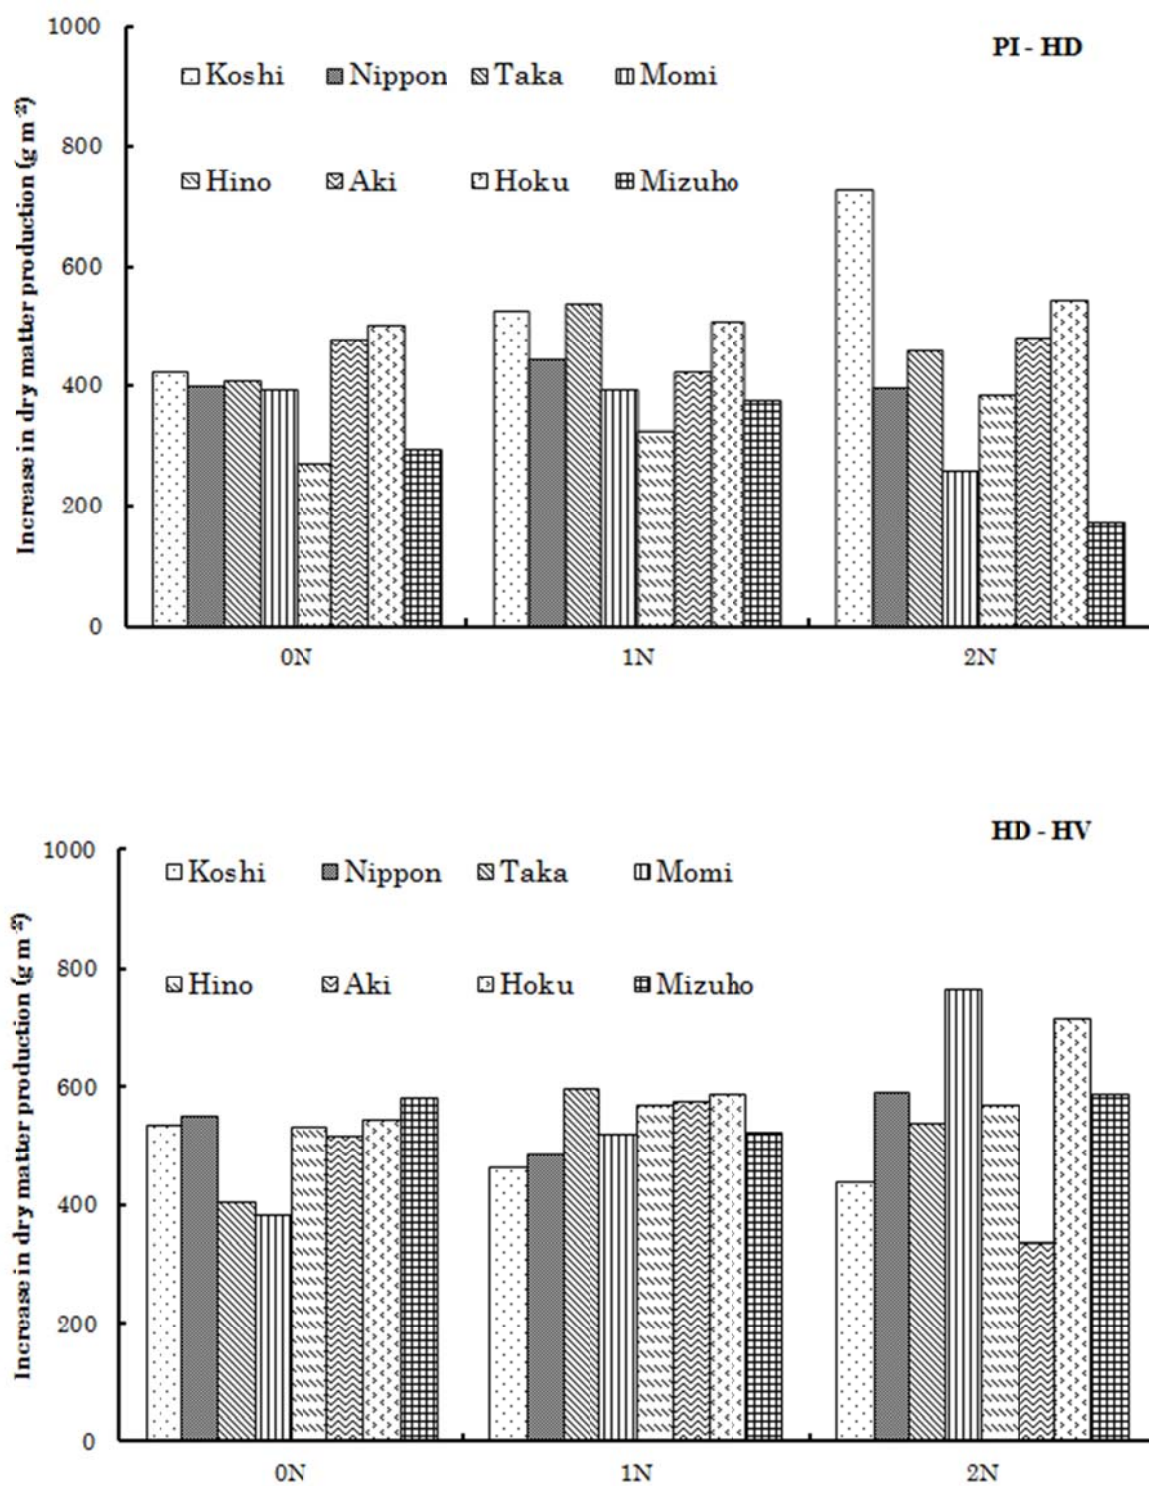 PI - HD
1000
800
600
400
200
0
Increase in dry matter production (g m-2)
Koshi Nippon Taka Momi
Hino Aki Hoku Mizuho
0N 1N 2N
HD - HV
1000
800
600
400
200
0
Increase in dry matter production (g m-2)
Koshi Nippon Taka Momi
Hino Aki Hoku Mizuho
0N 1N 2N